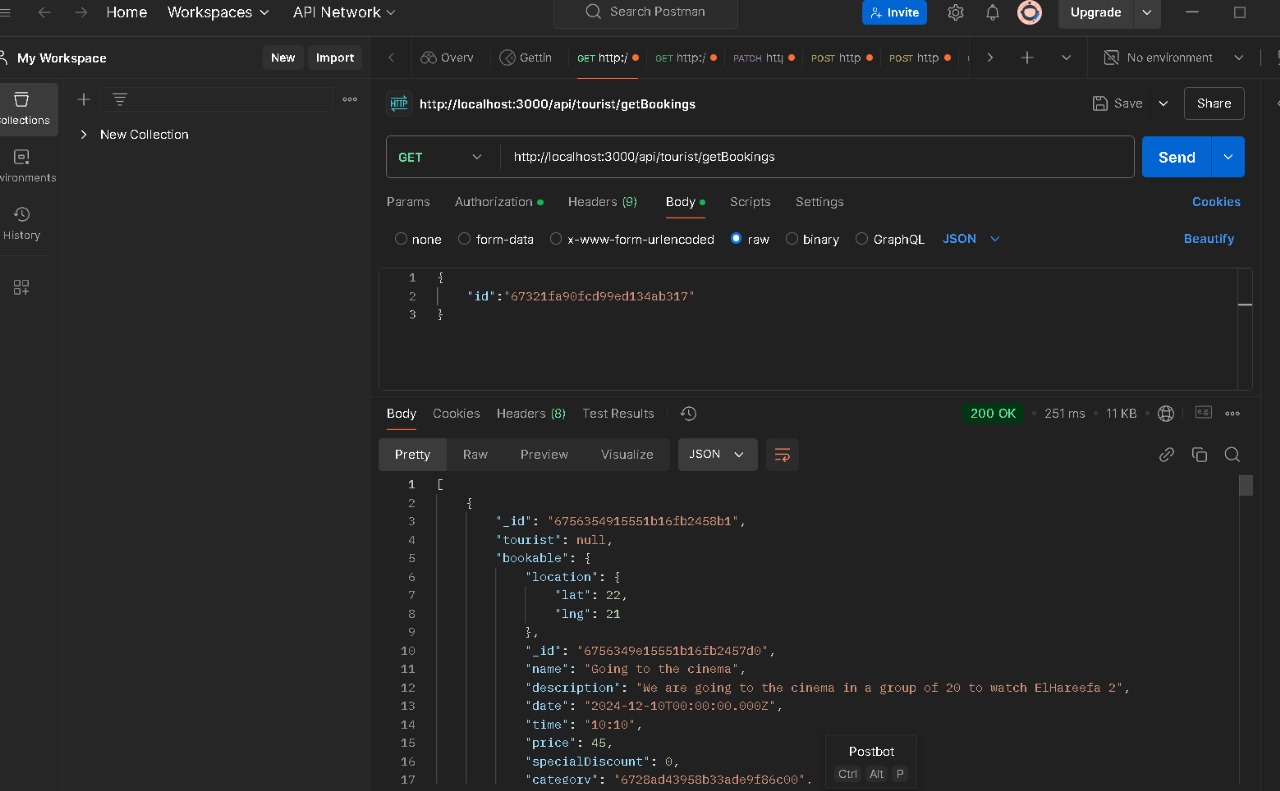 Home Workspaces API Network Search Postman Invite Upgrade
My Workspace New Import Overv Gettin GET http:/ GET http:/ PATCH http POST http POST http No environment
http://localhost:3000/api/tourist/getBookings Save Share
ollections
New Collection
GET http://localhost:3000/api/tourist/getBookings Send
vironments
Params Authorization Headers (9) Body Scripts Settings Cookies
History
none form-data x-www-form-urlencoded raw binary GraphQL JSON Beautify
1 {
2 "id":"67321fa90fcd99ed134ab317"
3 }
Body Cookies Headers (8) Test Results 200 OK • 251 ms • 11 KB •
Pretty Raw Preview Visualize JSON
1 [
2 {
3 "_id": "6756354915551b16fb2458b1",
4 "tourist": null,
5 "bookable": {
6 "location": {
7 "lat": 22,
8 "lng": 21
9 },
10 "_id": "6756349e15551b16fb2457d0",
11 "name": "Going to the cinema",
12 "description": "We are going to the cinema in a group of 20 to watch ElHareefa 2",
13 "date": "2024-12-10T00:00:00.000Z",
14 "time": "10:10",
15 "price": 45,
16 "specialDiscount": 0,
17 "category": "6728ad43958b33ade9f86c00",
Postbot
Ctrl Alt P